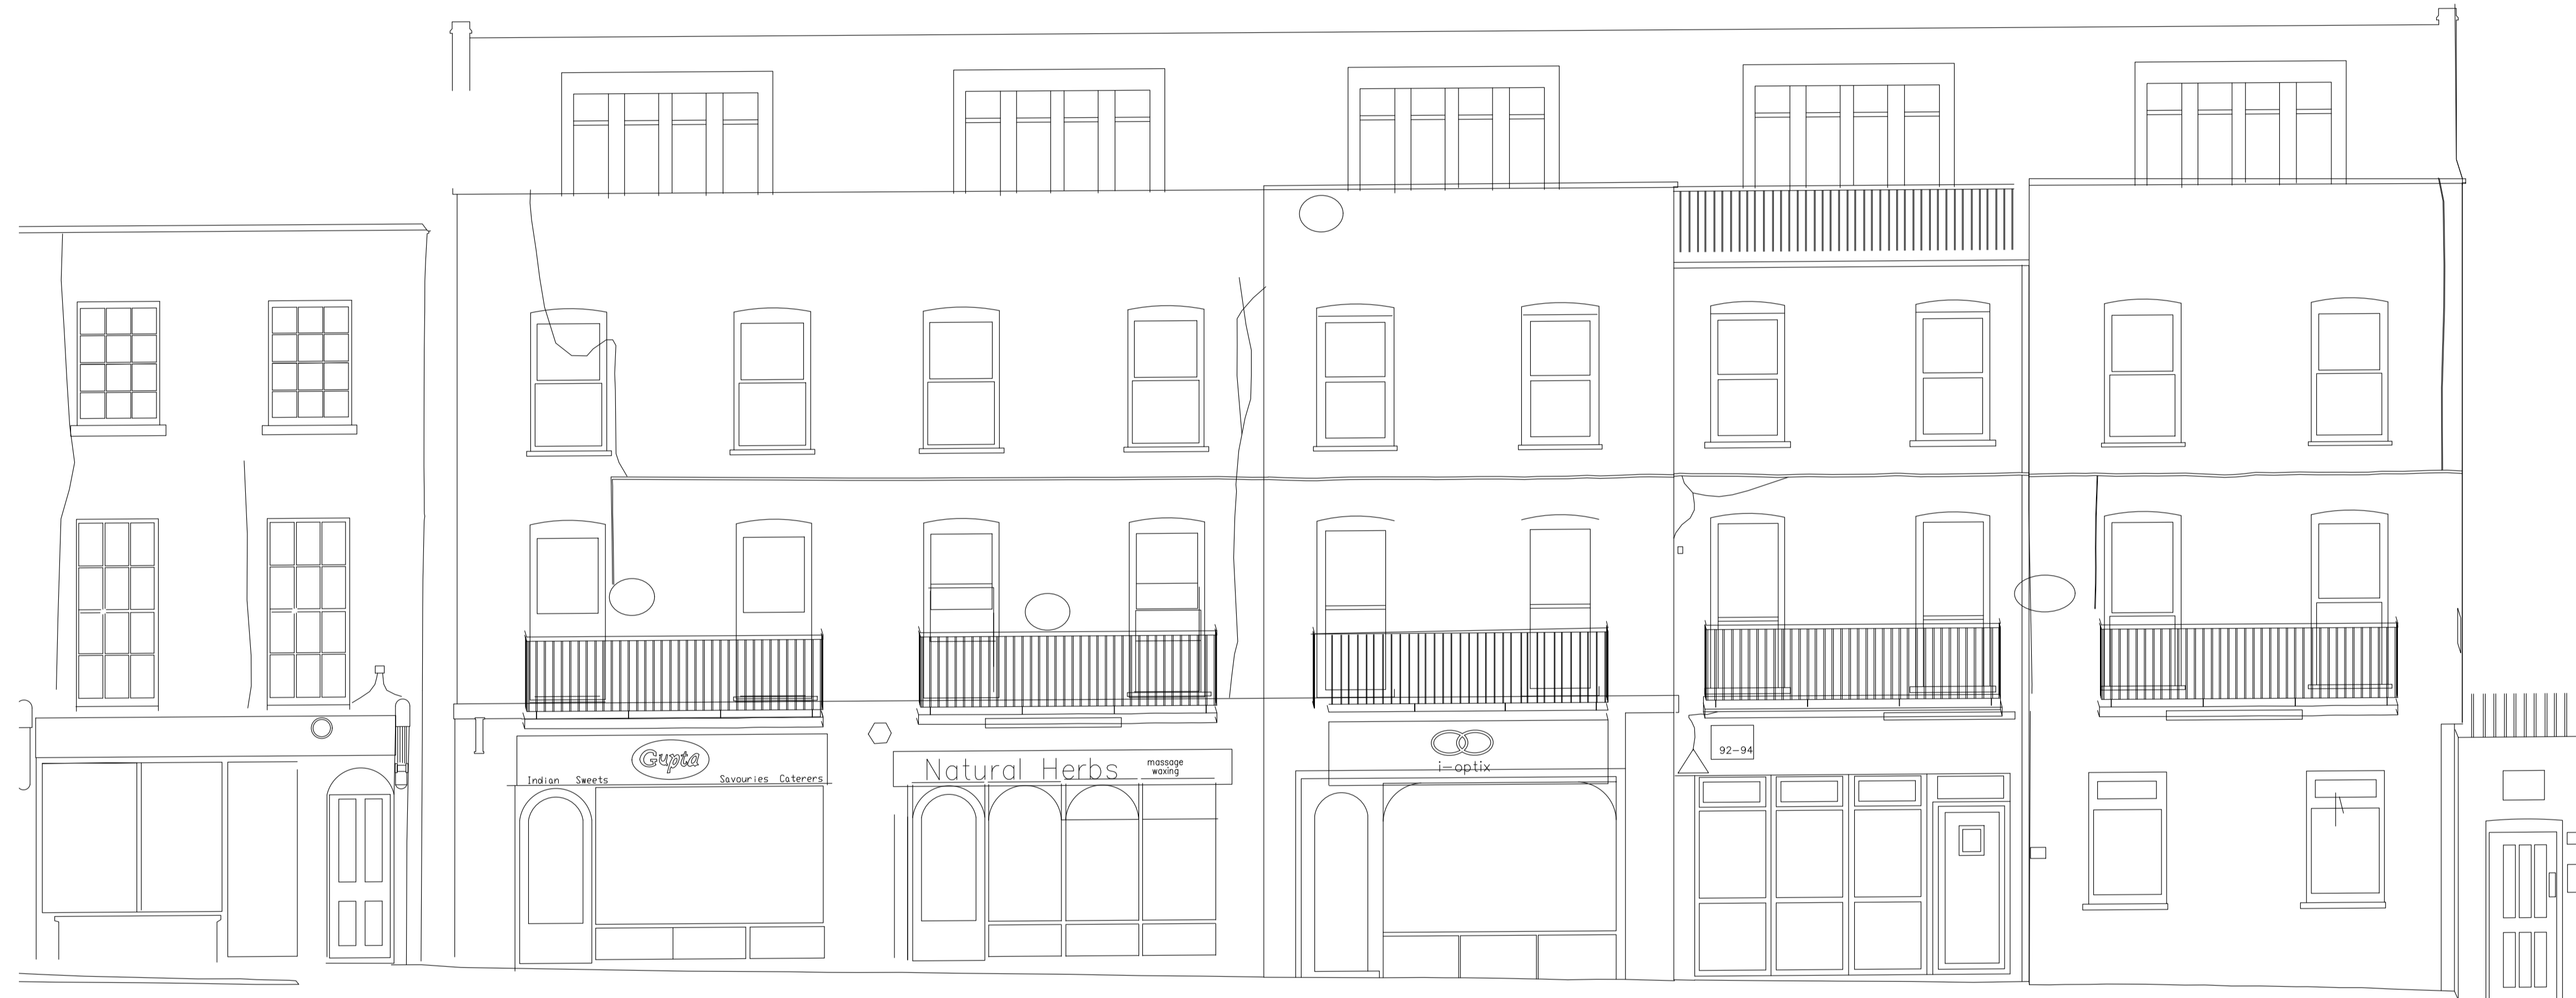 Gupta
Indian Sweets Savouries Caterers
Natural Herbs
massage
waxing
i-optix
92-94